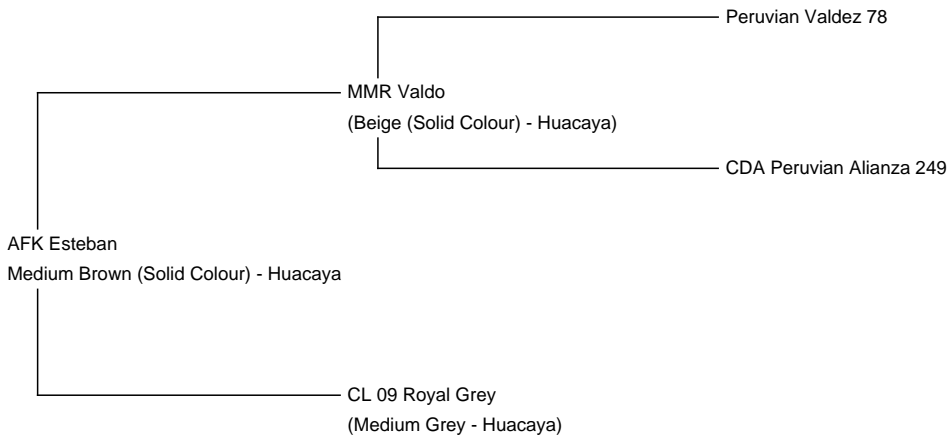 Peruvian Valdez 78
MMR Valdo
(Beige (Solid Colour) - Huacaya)
CDA Peruvian Alianza 249
AFK Esteban
Medium Brown (Solid Colour) - Huacaya
CL 09 Royal Grey
(Medium Grey - Huacaya)